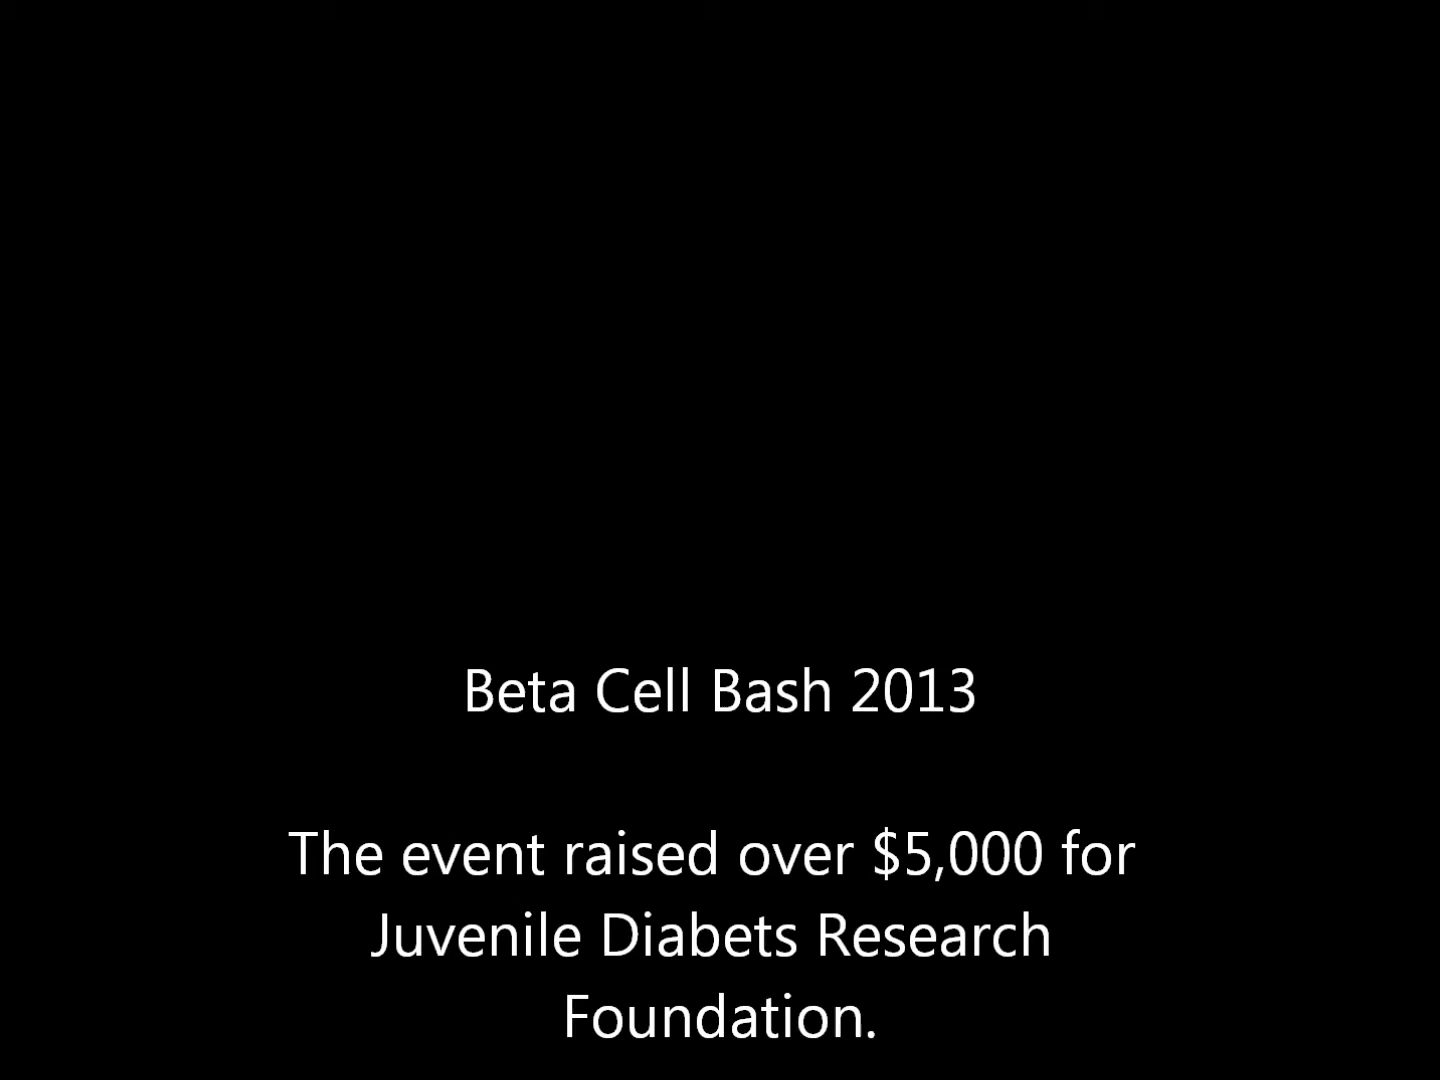 Beta Cell Bash 2013
The event raised over $5,000 for
Juvenile Diabets Research
Foundation.